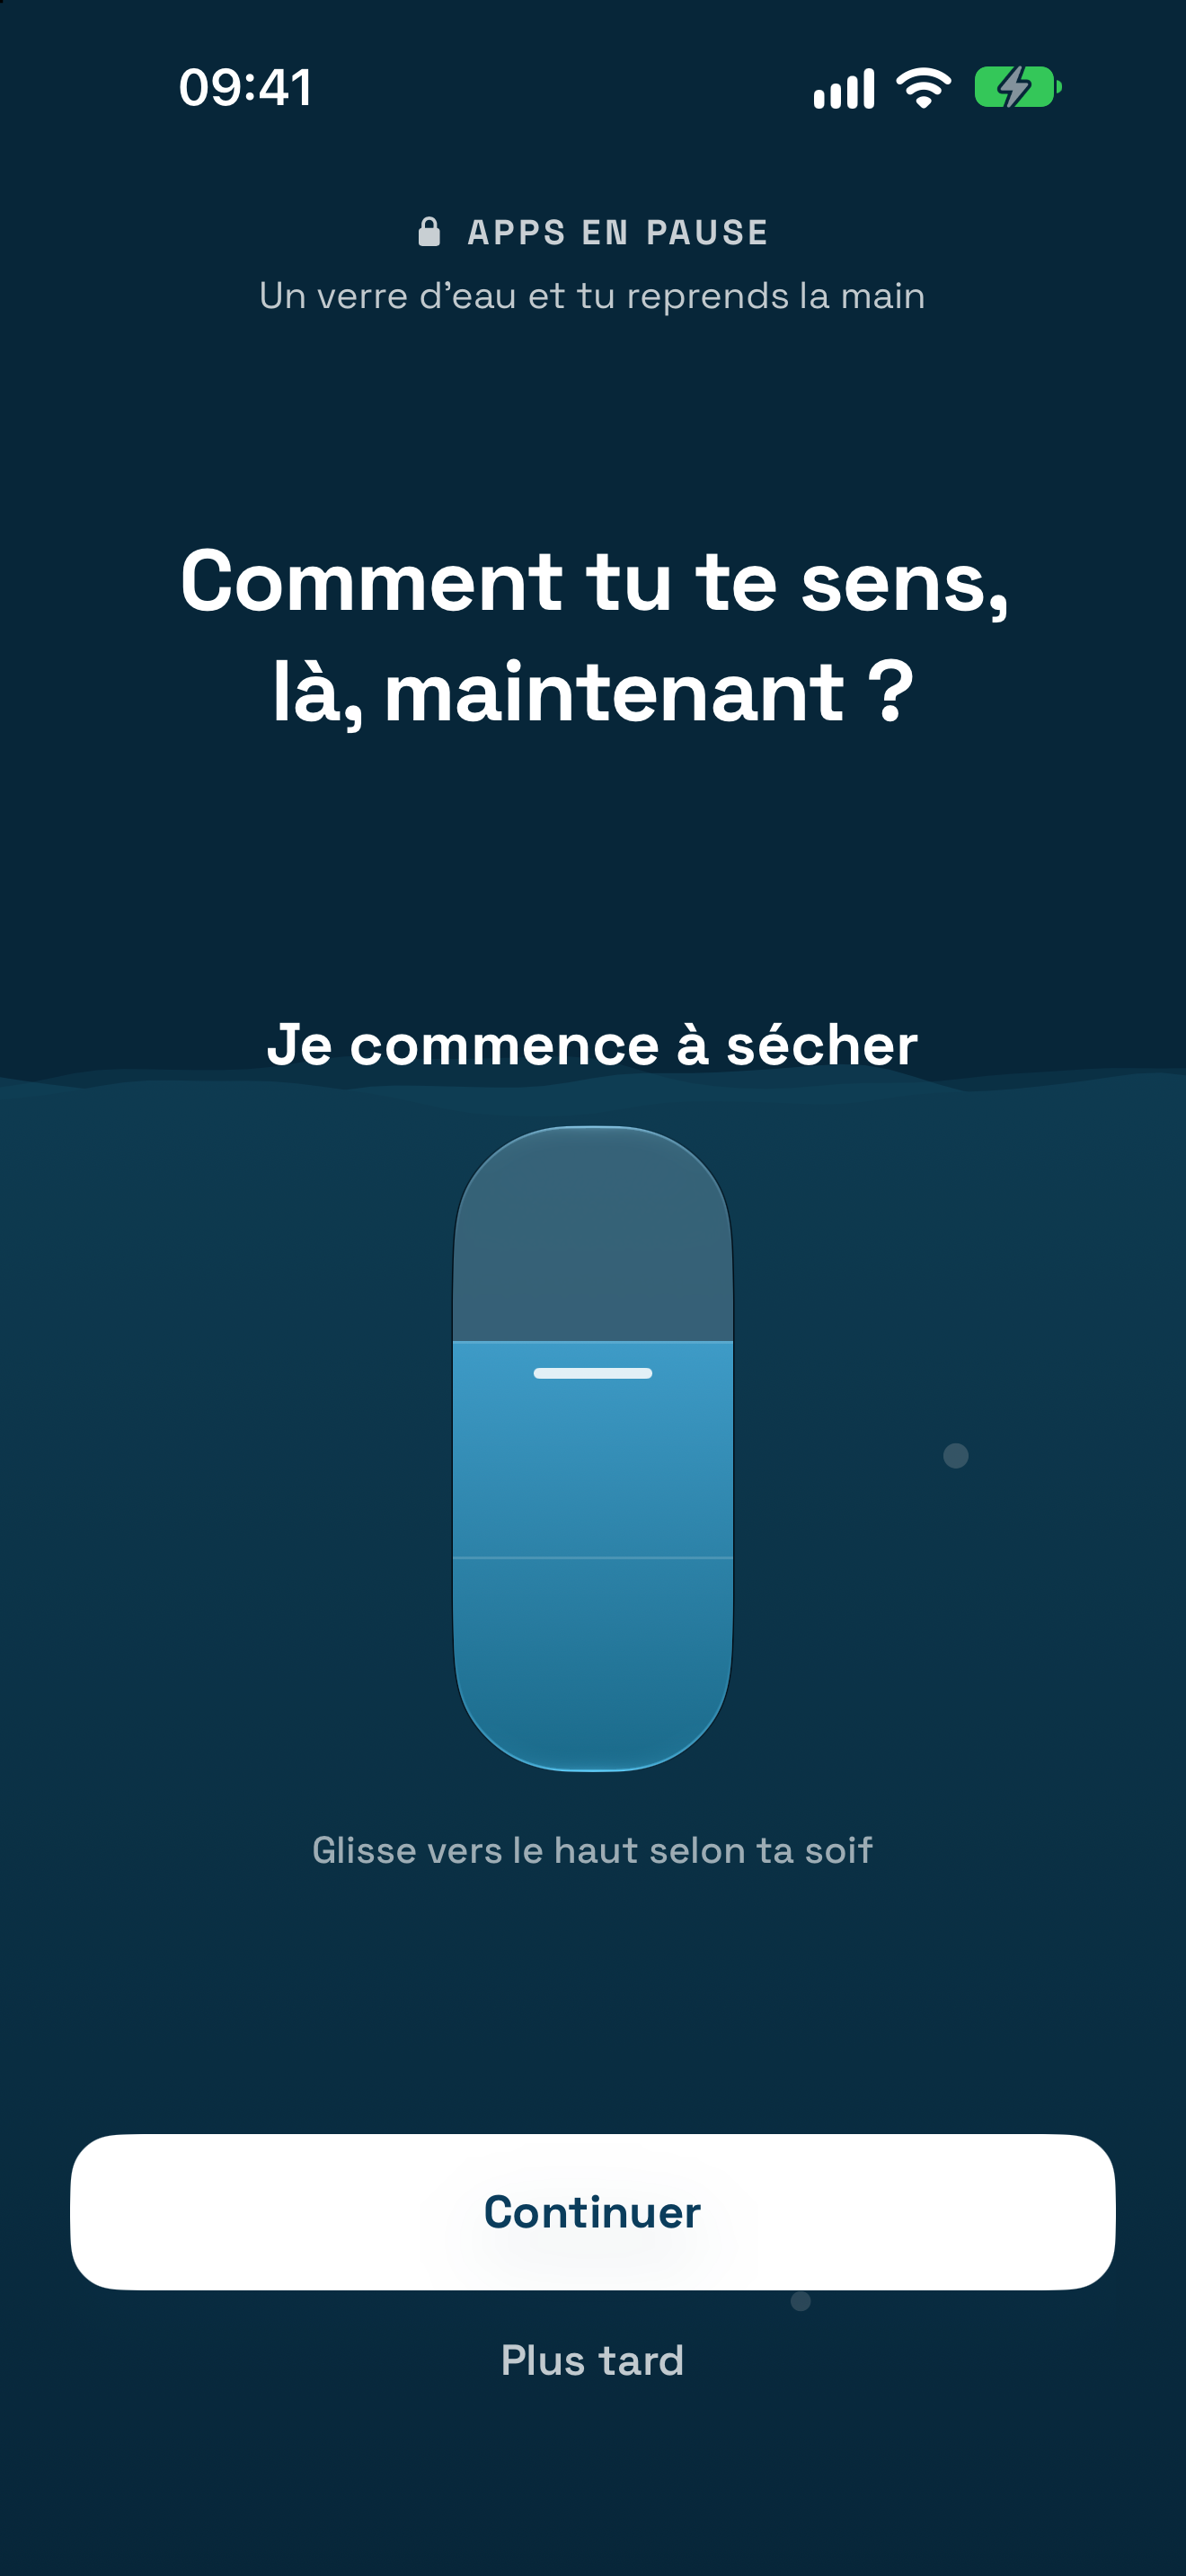 09:41
APPS EN PAUSE
Un verre d’eau et tu reprends la main
Comment tu te sens,
là, maintenant ?
Je commence à sécher
Glisse vers le haut selon ta soif
Continuer
Plus tard